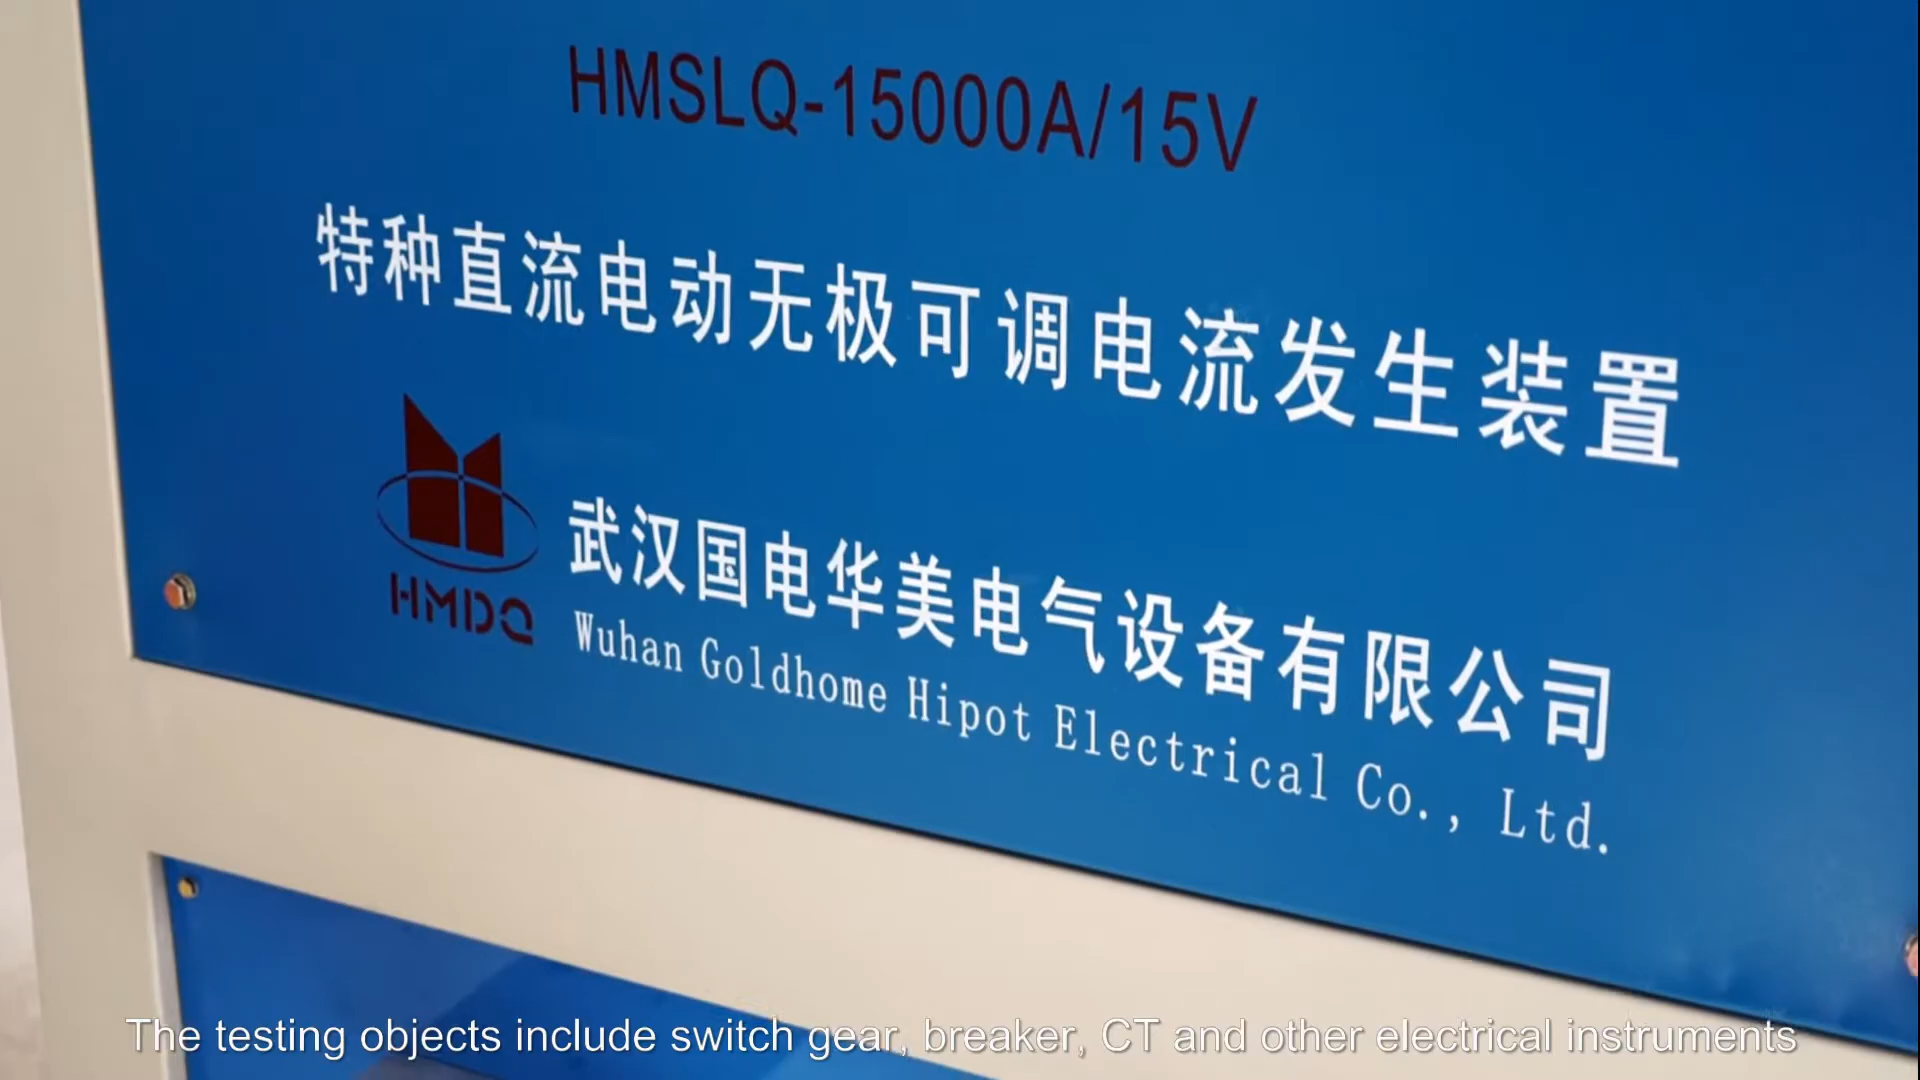 HMSLQ-15000A/15V
特种直流电动无极可调电流发生装置
HMDQ
武汉国电华美电气设备有限公司
Wuhan Goldhome Hipot Electrical Co., Ltd.
The testing objects include switch gear, breaker, CT and other electrical instruments